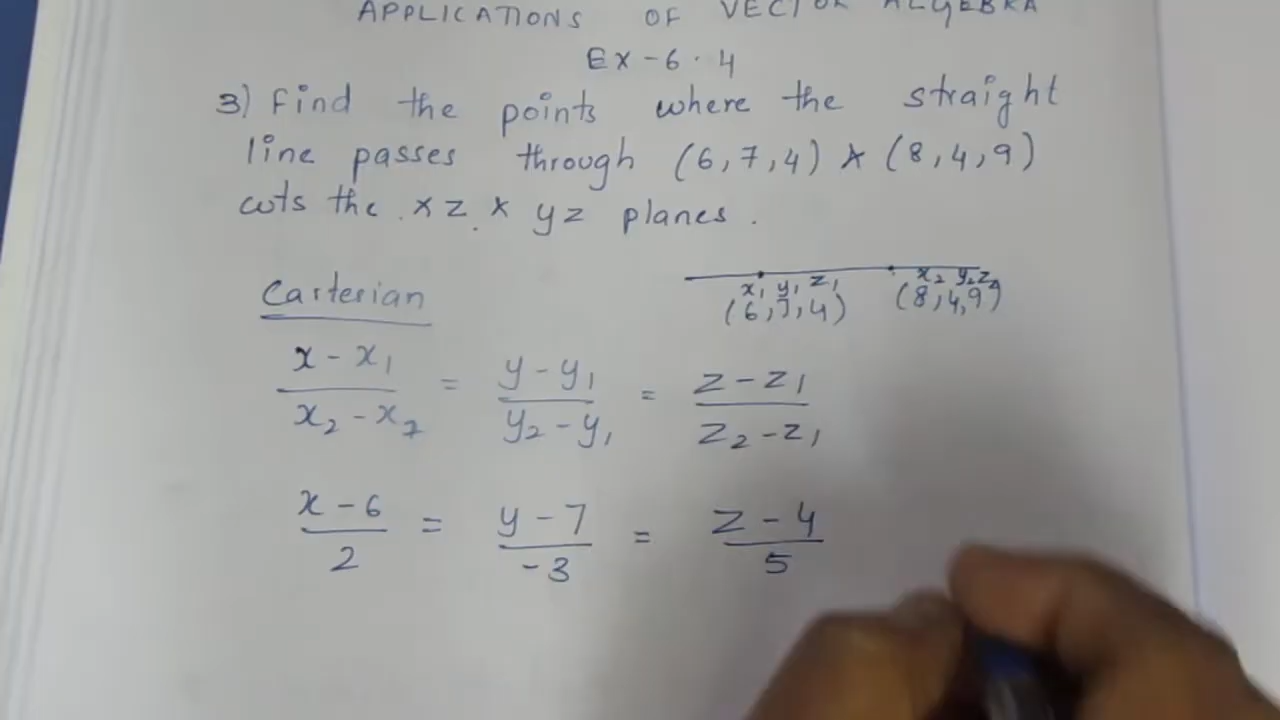 APPLICATIONS OF VECTOR ALGEBRA
Ex-6.4
3) Find the points where the straight
line passes through (6,7,4) & (8,4,9)
cuts the xz & yz planes.
Carterian
x₁ y₁ z₁ x₂ y₂ z₂
(6,7,4) (8,4,9)
x - x₁ / x₂ - x₁ = y - y₁ / y₂ - y₁ = z - z₁ / z₂ - z₁
x - 6 / 2 = y - 7 / -3 = z - 4 / 5